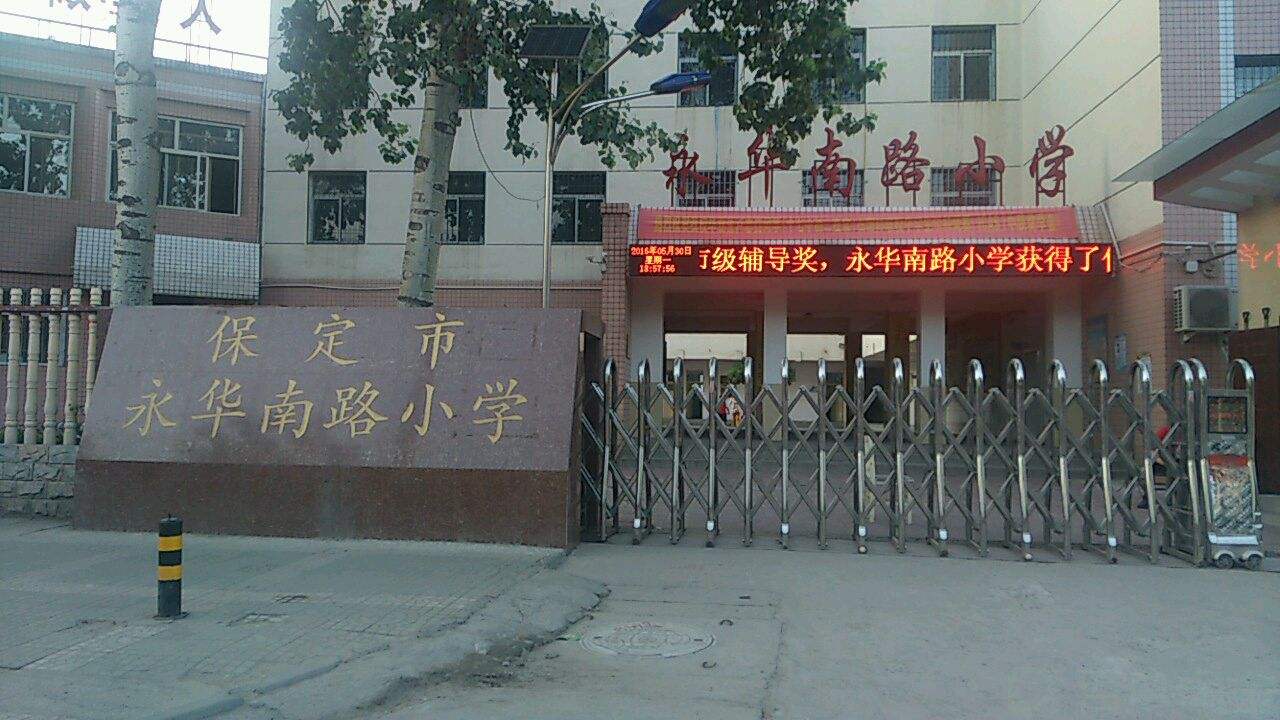 人
永华南路小学
2016年05月30日
星期一
18:57:56
级辅导奖，永华南路小学获得了
保定市
永华南路小学